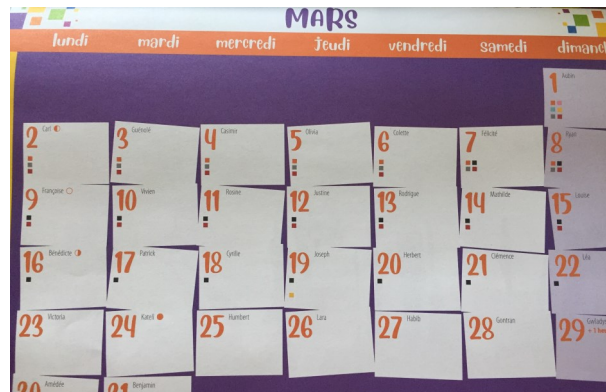 MARS
lundi mardi mercredi jeudi vendredi samedi dimanc
1 Aubin
2 Carl 3 Guénolé 4 Casimir 5 Olivia 6 Colette 7 Félicité 8 Jean
9 Françoise 10 Vivien 11 Rosine 12 Justine 13 Rodrigue 14 Mathilde 15 Louise
16 Bénédicte 17 Patrick 18 Cyrille 19 Joseph 20 Herbert 21 Clémence 22 Léa
23 Victoria 24 Katell 25 Humbert 26 Lara 27 Habib 28 Gontran 29 Gwladys
+ 1 heu
30 Amédée 31 Benjamin